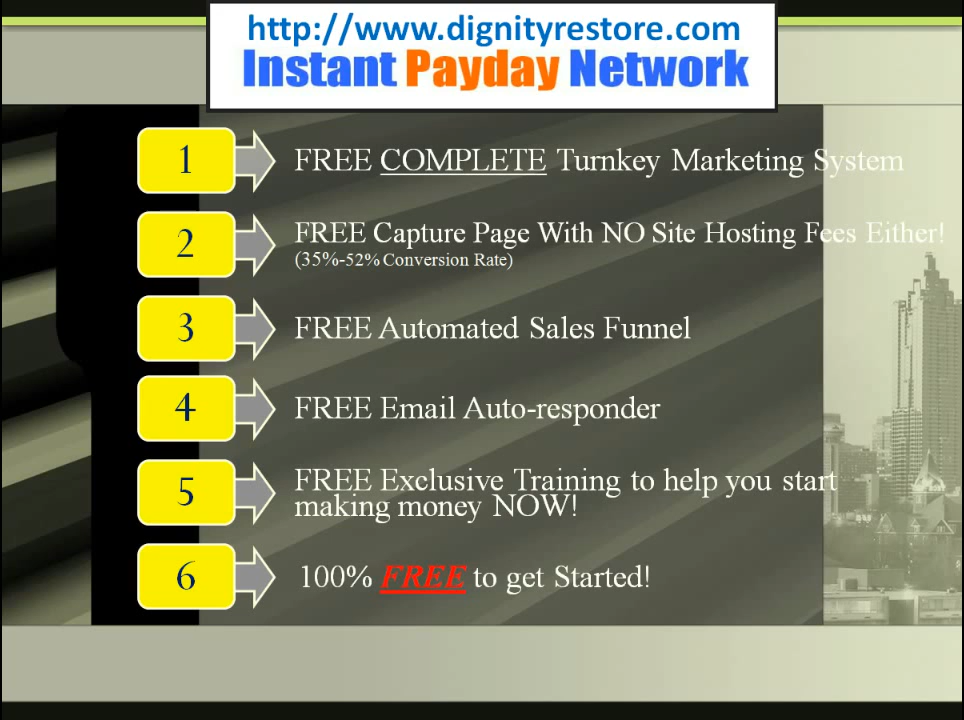 http://www.dignityrestore.com
Instant Payday Network
1
FREE COMPLETE Turnkey Marketing System
2
FREE Capture Page With NO Site Hosting Fees Either!
(35%-52% Conversion Rate)
3
FREE Automated Sales Funnel
4
FREE Email Auto-responder
5
FREE Exclusive Training to help you start
making money NOW!
6
100% FREE to get Started!